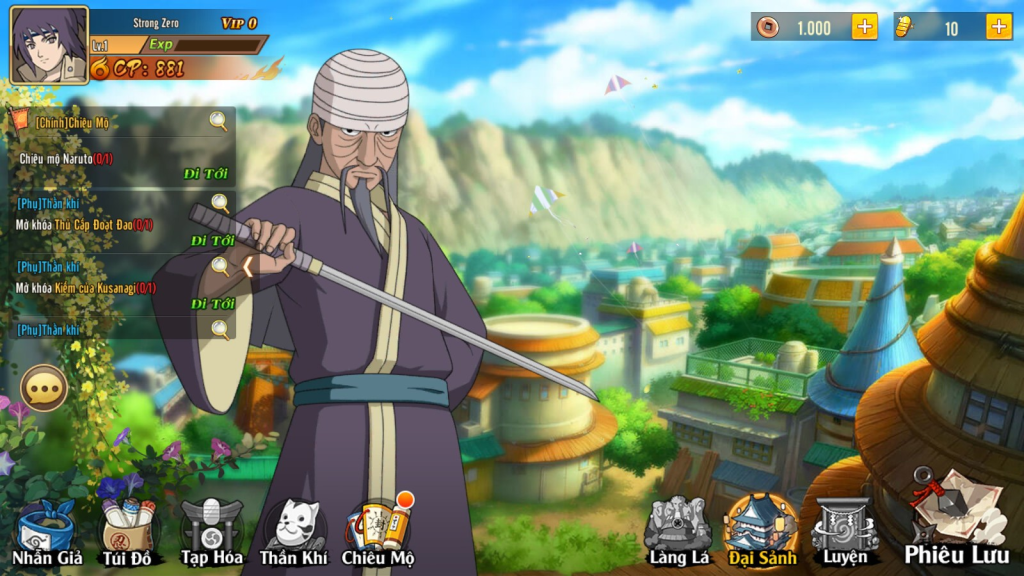 Strong Zero
VIP 0
Lv.1
Exp
CP: 881
1.000
10
[Chính]Chiêu Mộ
Chiêu mộ Naruto(0/1)
Đi Tới
[Phụ]Thần khí
Mở khóa Thủ Cấp Đoạt Đao(0/1)
Đi Tới
[Phụ]Thần khí
Mở khóa Kiếm của Kusanagi(0/1)
Đi Tới
[Phụ]Thần khí
Nhẫn Giả
Túi Đồ
Tạp Hóa
Thần Khí
Chiêu Mộ
Làng Lá
Đại Sảnh
Luyện
Phiêu Lưu